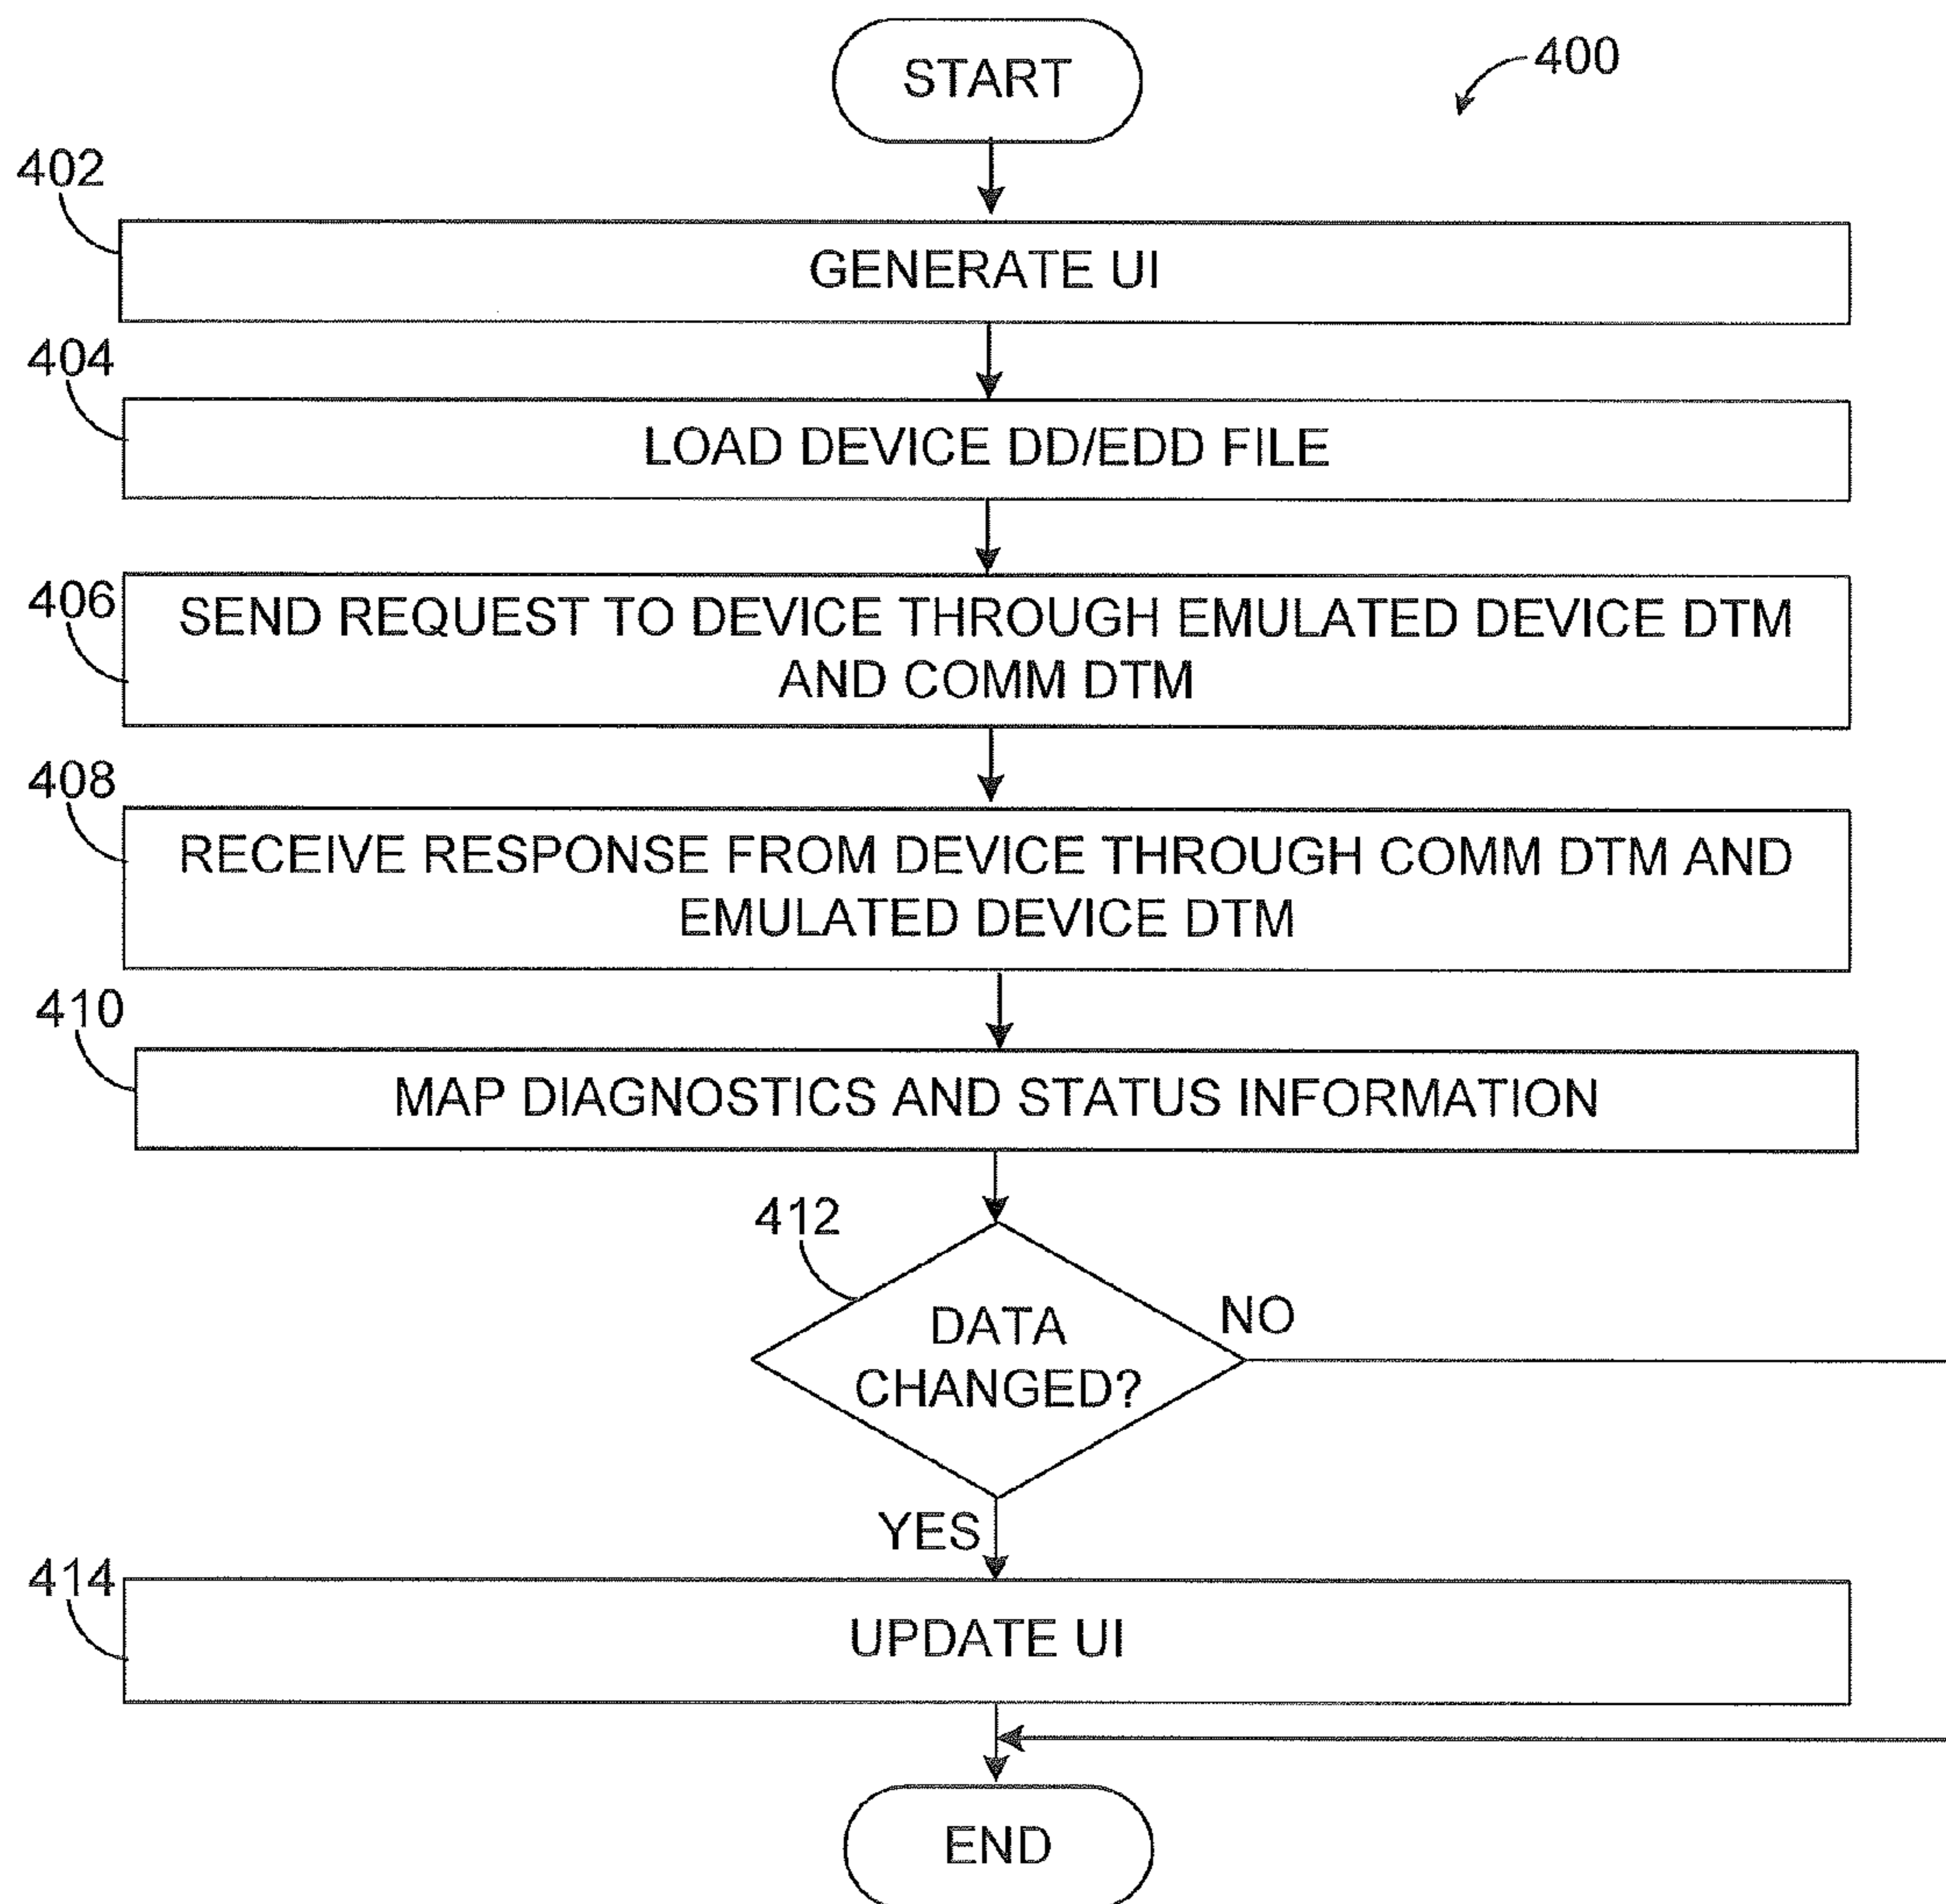 START
400
402
GENERATE UI
404
LOAD DEVICE DD/EDD FILE
406
SEND REQUEST TO DEVICE THROUGH EMULATED DEVICE DTM
AND COMM DTM
408
RECEIVE RESPONSE FROM DEVICE THROUGH COMM DTM AND
EMULATED DEVICE DTM
410
MAP DIAGNOSTICS AND STATUS INFORMATION
412
DATA
CHANGED?
NO
YES
414
UPDATE UI
END